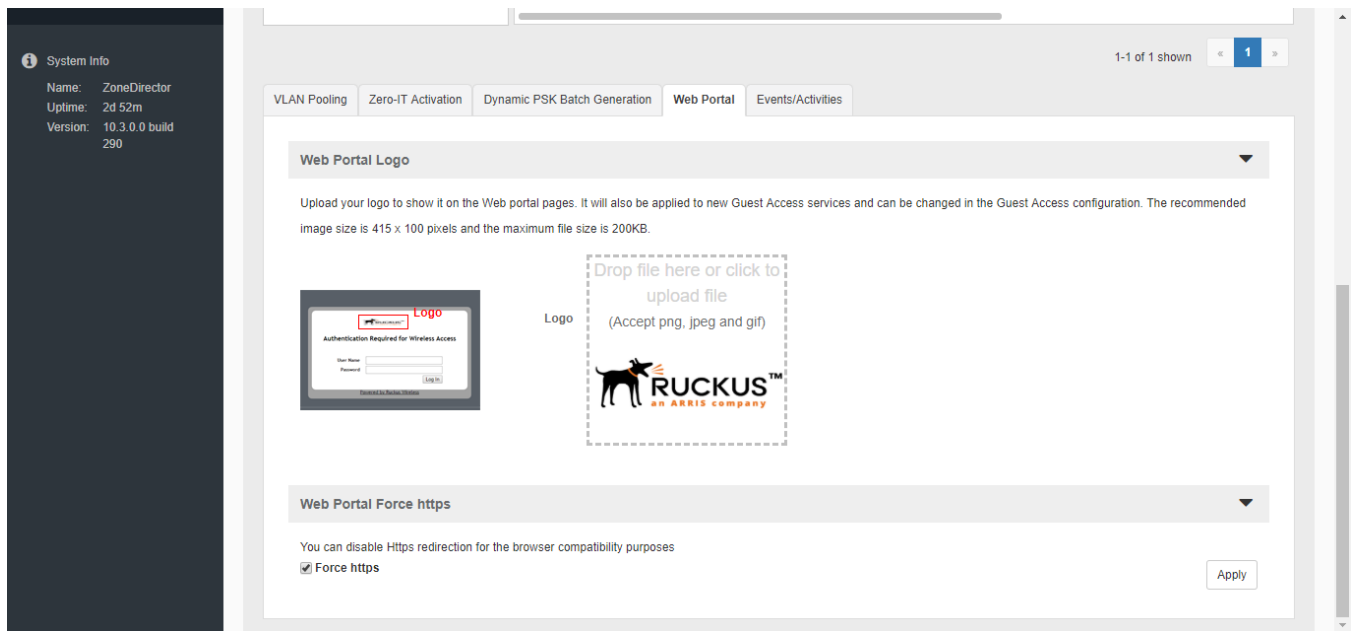 1-1 of 1 shown « 1 »
System Info
Name: ZoneDirector
Uptime: 2d 52m
Version: 10.3.0.0 build
290
VLAN Pooling Zero-IT Activation Dynamic PSK Batch Generation Web Portal Events/Activities
Web Portal Logo
Upload your logo to show it on the Web portal pages. It will also be applied to new Guest Access services and can be changed in the Guest Access configuration. The recommended
image size is 415 x 100 pixels and the maximum file size is 200KB.
Logo
RUCKUS
Authentication Required for Wireless Access
User Name
Password
Log In
Powered by Ruckus Wireless
Logo
Drop file here or click to
upload file
(Accept png, jpeg and gif)
RUCKUS™
an ARRIS company
Web Portal Force https
You can disable Https redirection for the browser compatibility purposes
Force https
Apply